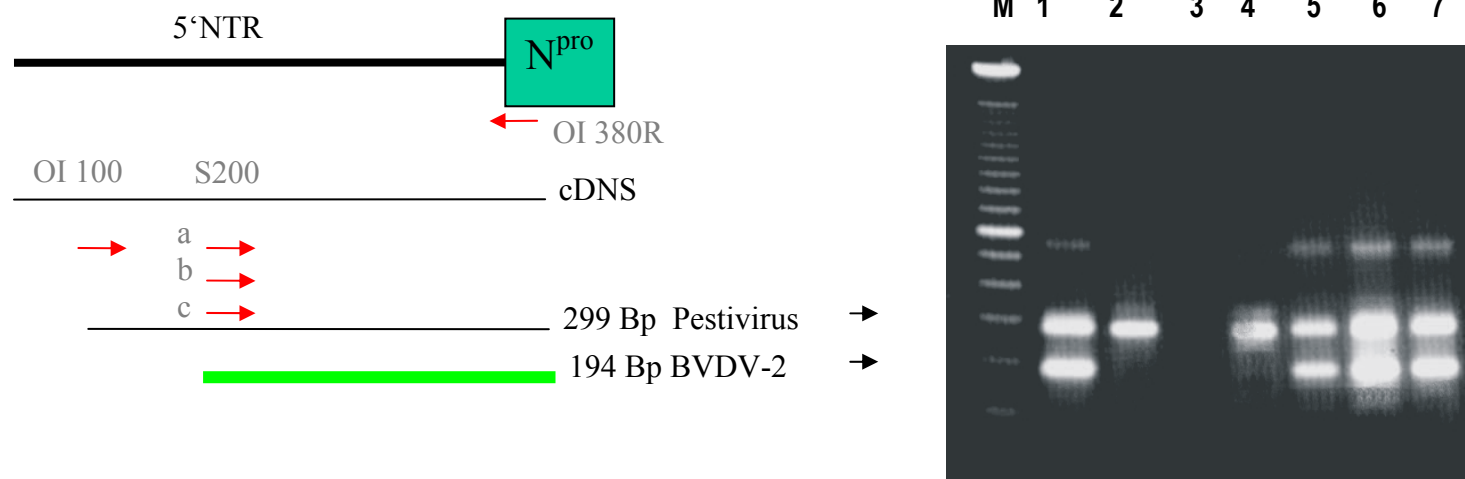 5‘NTR
Npro
OI 380R
OI 100 S200
cDNS
a
b
c
299 Bp Pestivirus
194 Bp BVDV-2
M 1 2 3 4 5 6 7